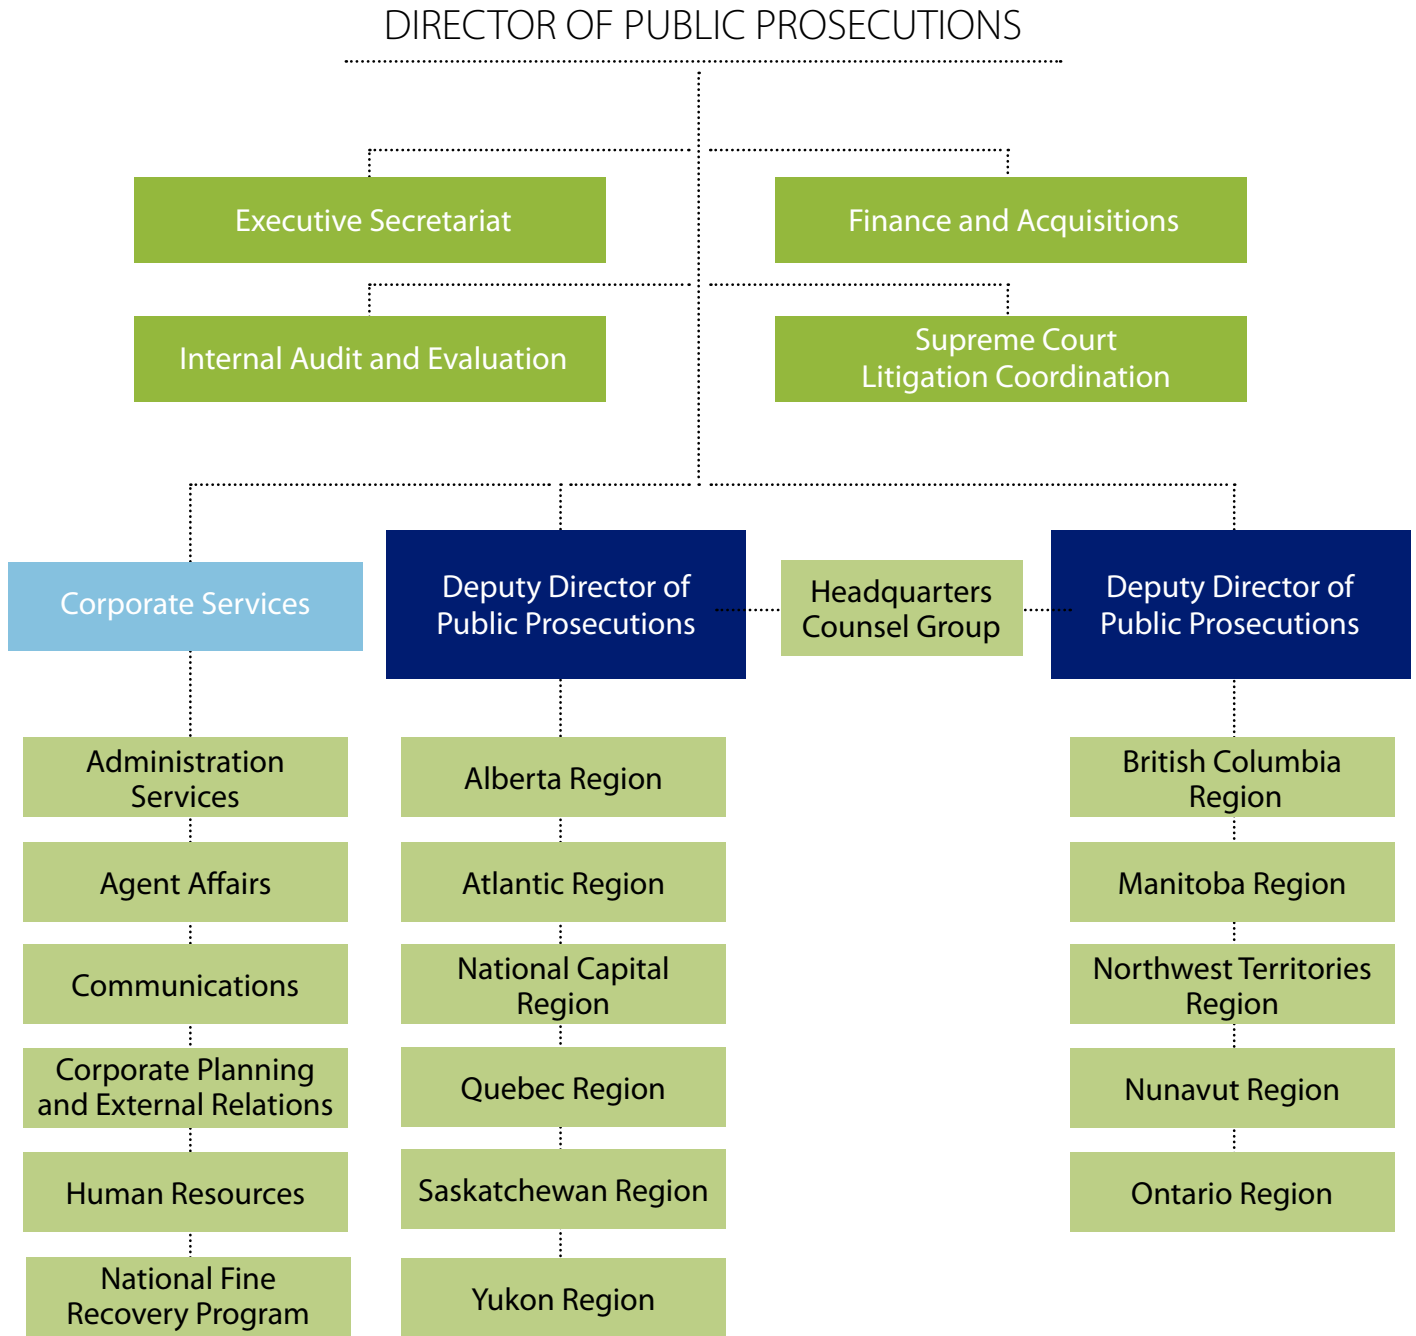 DIRECTOR OF PUBLIC PROSECUTIONS
Executive Secretariat
Finance and Acquisitions
Internal Audit and Evaluation
Supreme Court
Litigation Coordination
Corporate Services
Deputy Director of
Public Prosecutions
Headquarters
Counsel Group
Deputy Director of
Public Prosecutions
Administration
Services
Agent Affairs
Communications
Corporate Planning
and External Relations
Human Resources
National Fine
Recovery Program
Alberta Region
Atlantic Region
National Capital
Region
Quebec Region
Saskatchewan Region
Yukon Region
British Columbia
Region
Manitoba Region
Northwest Territories
Region
Nunavut Region
Ontario Region